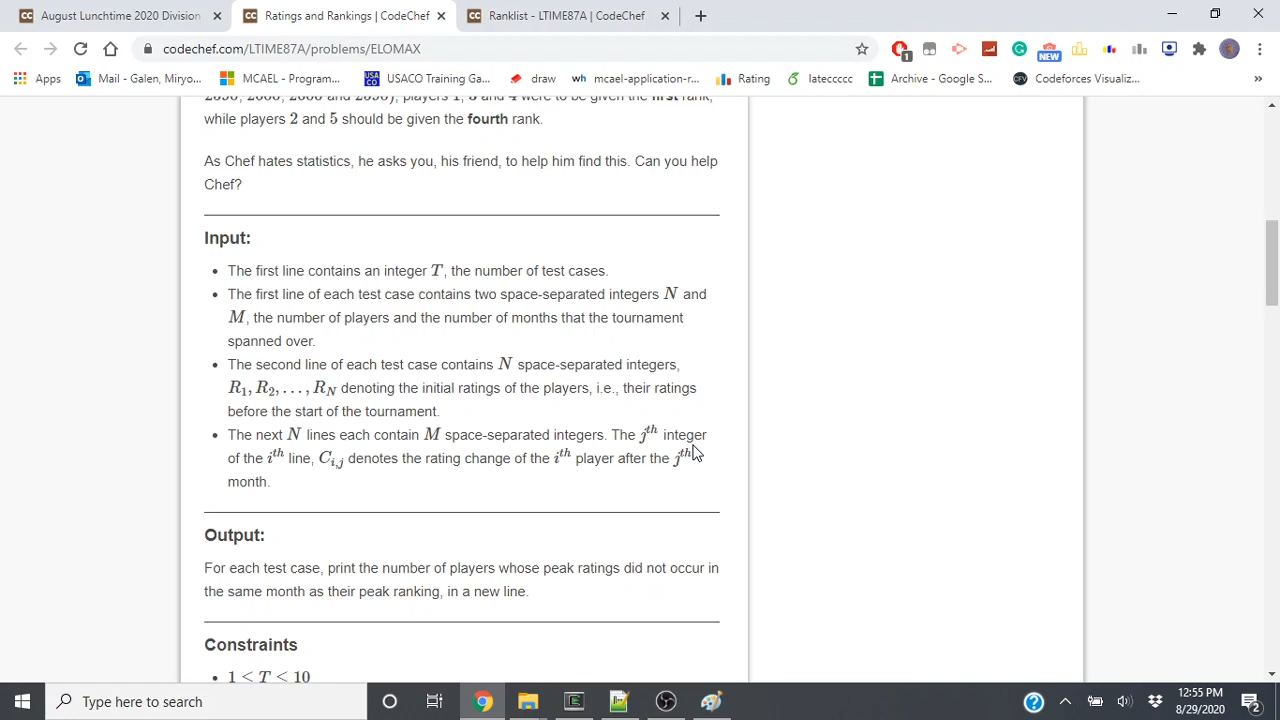 August Lunchtime 2020 Division
Ratings and Rankings | CodeChef
Ranklist - LTIME87A | CodeChef
codechef.com/LTIME87A/problems/ELOMAX
1
NEW
Apps
Mail - Galen, Miryo...
MCAEL - Program...
USACO Training Ga...
draw
mcael-application-r...
Rating
lateccccc
Archive - Google S...
Codeforces Visualiz...
»
while players 2 and 5 should be given the fourth rank.
As Chef hates statistics, he asks you, his friend, to help him find this. Can you help
Chef?
Input:
• The first line contains an integer T, the number of test cases.
• The first line of each test case contains two space-separated integers N and
M, the number of players and the number of months that the tournament
spanned over.
• The second line of each test case contains N space-separated integers,
R1, R2, . . . , RN denoting the initial ratings of the players, i.e., their ratings
before the start of the tournament.
• The next N lines each contain M space-separated integers. The jth integer
of the ith line, Ci,j denotes the rating change of the ith player after the jth
month.
Output:
For each test case, print the number of players whose peak ratings did not occur in
the same month as their peak ranking, in a new line.
Constraints
• 1 ≤ T ≤ 10
Type here to search
12:55 PM
8/29/2020
2